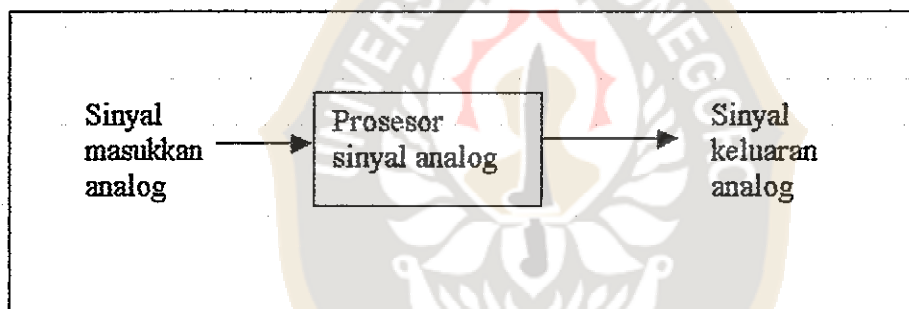 Sinyal
masukkan
analog
Prosesor
sinyal analog
Sinyal
keluaran
analog